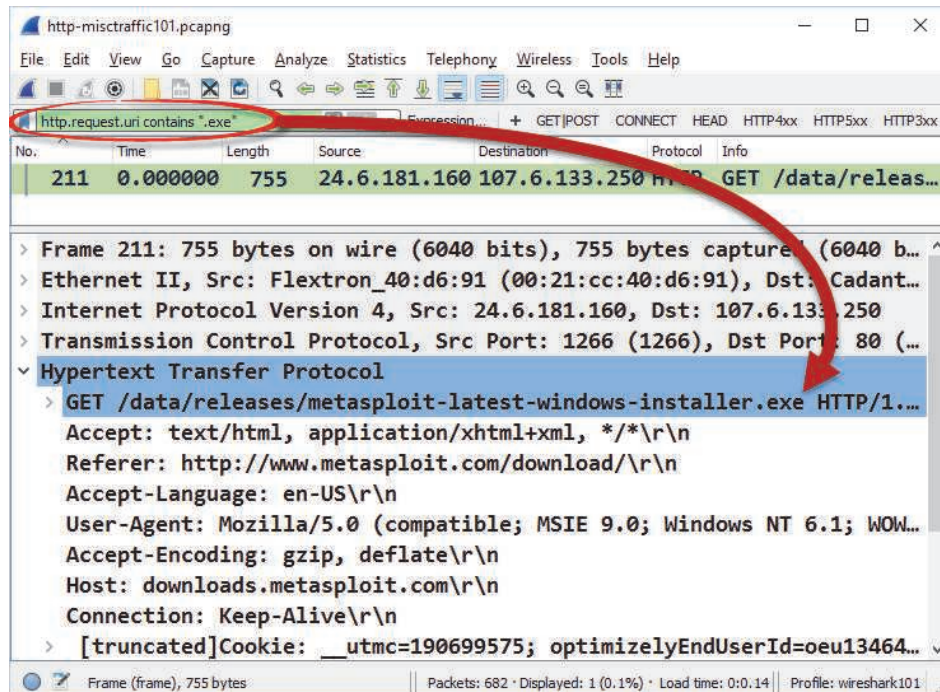 http-misctraffic101.pcapng
File Edit View Go Capture Analyze Statistics Telephony Wireless Tools Help
http.request.uri contains ".exe" Expression... + GET|POST CONNECT HEAD HTTP4xx HTTP5xx HTTP3xx
No. Time Length Source Destination Protocol Info
211 0.000000 755 24.6.181.160 107.6.133.250 HTTP GET /data/releas…
> Frame 211: 755 bytes on wire (6040 bits), 755 bytes captured (6040 b…
> Ethernet II, Src: Flextron_40:d6:91 (00:21:cc:40:d6:91), Dst: Cadant…
> Internet Protocol Version 4, Src: 24.6.181.160, Dst: 107.6.133.250
> Transmission Control Protocol, Src Port: 1266 (1266), Dst Port: 80 (…
Hypertext Transfer Protocol
> GET /data/releases/metasploit-latest-windows-installer.exe HTTP/1.…
Accept: text/html, application/xhtml+xml, */*\r\n
Referer: http://www.metasploit.com/download/\r\n
Accept-Language: en-US\r\n
User-Agent: Mozilla/5.0 (compatible; MSIE 9.0; Windows NT 6.1; WOW…
Accept-Encoding: gzip, deflate\r\n
Host: downloads.metasploit.com\r\n
Connection: Keep-Alive\r\n
> [truncated]Cookie: __utmc=190699575; optimizelyEndUserId=oeu13464…
Frame (frame), 755 bytes Packets: 682 · Displayed: 1 (0.1%) · Load time: 0:0.14 Profile: wireshark101